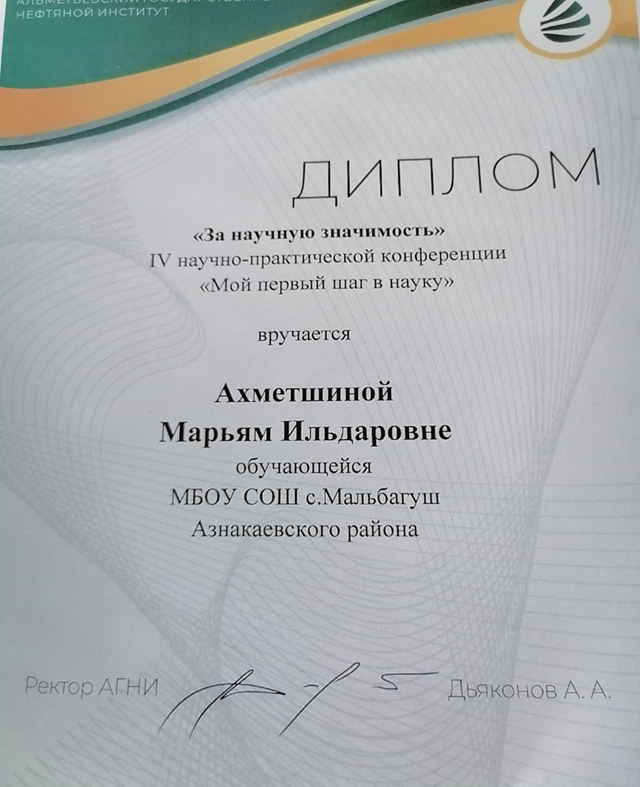 АЛЬМЕТЬЕВСКИЙ
НЕФТЯНОЙ ИНСТИТУТ
ДИПЛОМ
«За научную значимость»
IV научно-практической конференции
«Мой первый шаг в науку»
вручается
Ахметшиной
Марьям Ильдаровне
обучающейся
МБОУ СОШ с.Мальбагуш
Азнакаевского района
Ректор АГНИ
Дьяконов А. А.